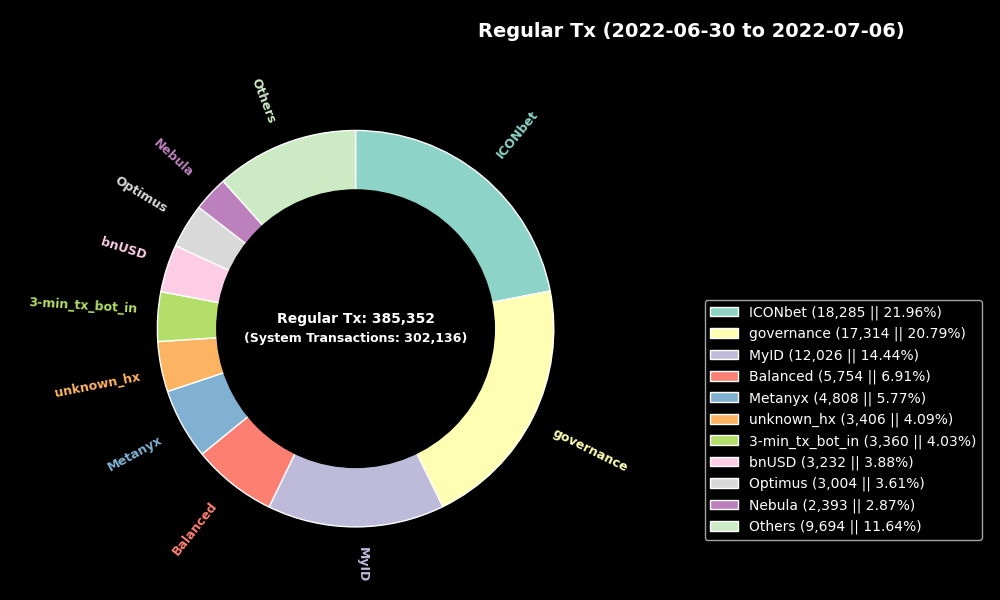 Regular Tx (2022-06-30 to 2022-07-06)
Others
ICONbet
Nebula
Optimus
bnUSD
3-min_tx_bot_in
unknown_hx
Metanyx
Balanced
MyID
governance
Regular Tx: 385,352
(System Transactions: 302,136)
ICONbet (18,285 || 21.96%)
governance (17,314 || 20.79%)
MyID (12,026 || 14.44%)
Balanced (5,754 || 6.91%)
Metanyx (4,808 || 5.77%)
unknown_hx (3,406 || 4.09%)
3-min_tx_bot_in (3,360 || 4.03%)
bnUSD (3,232 || 3.88%)
Optimus (3,004 || 3.61%)
Nebula (2,393 || 2.87%)
Others (9,694 || 11.64%)